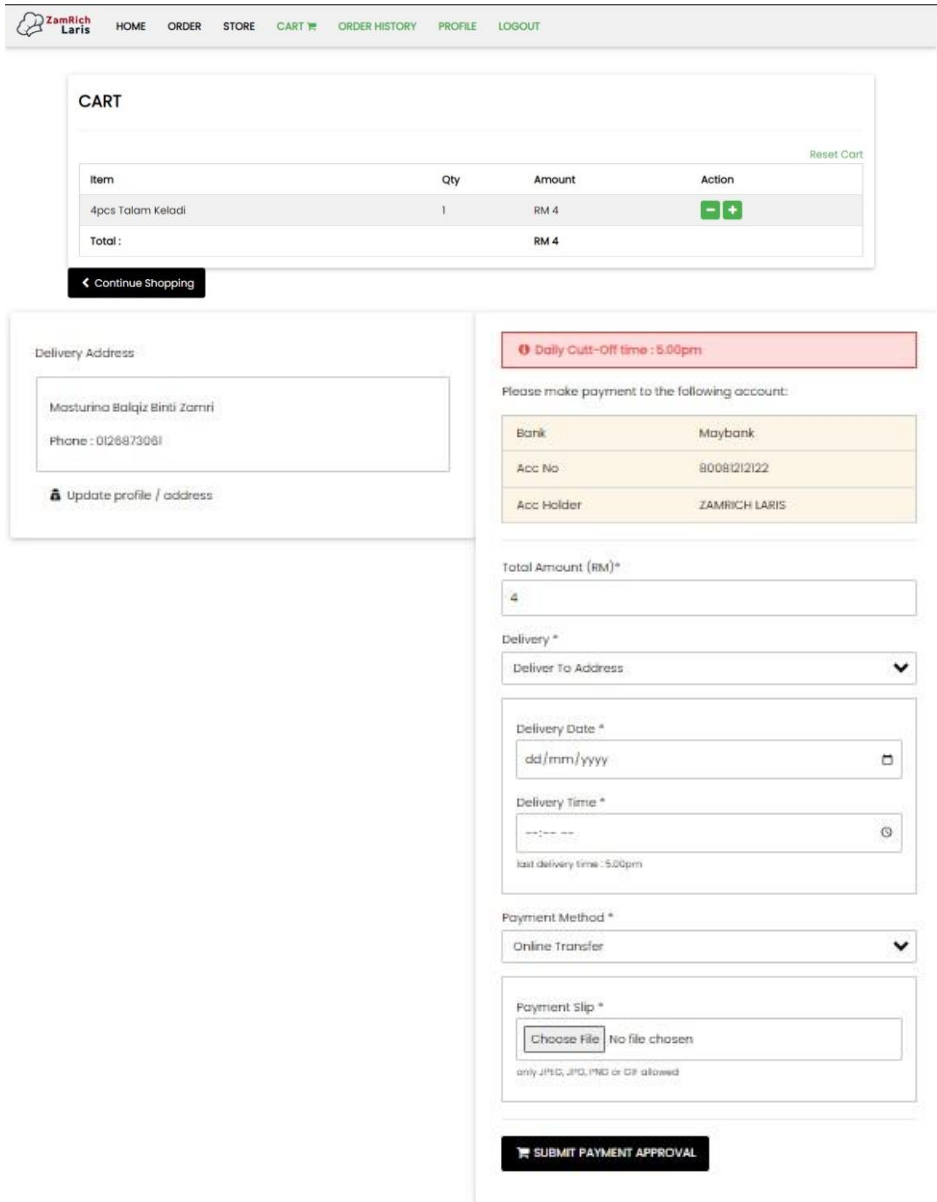 ZamRich
Laris
HOME ORDER STORE CART ORDER HISTORY PROFILE LOGOUT
CART
Reset Cart
Item Qty Amount Action
4pcs Talam Keladi 1 RM 4 - +
Total : RM 4
Continue Shopping
Delivery Address
Masturina Balqiz Binti Zamri
Phone : 0126873061
Update profile / address
Daily Cutt-Off time : 5.00pm
Please make payment to the following account:
Bank Maybank
Acc No 80081212122
Acc Holder ZAMRICH LARIS
Total Amount (RM)*
4
Delivery *
Deliver To Address
Delivery Date *
dd/mm/yyyy
Delivery Time *
--:-- --
last delivery time : 5.00pm
Payment Method *
Online Transfer
Payment Slip *
Choose File No file chosen
only JPEG, JPG, PNG or GIF allowed
SUBMIT PAYMENT APPROVAL